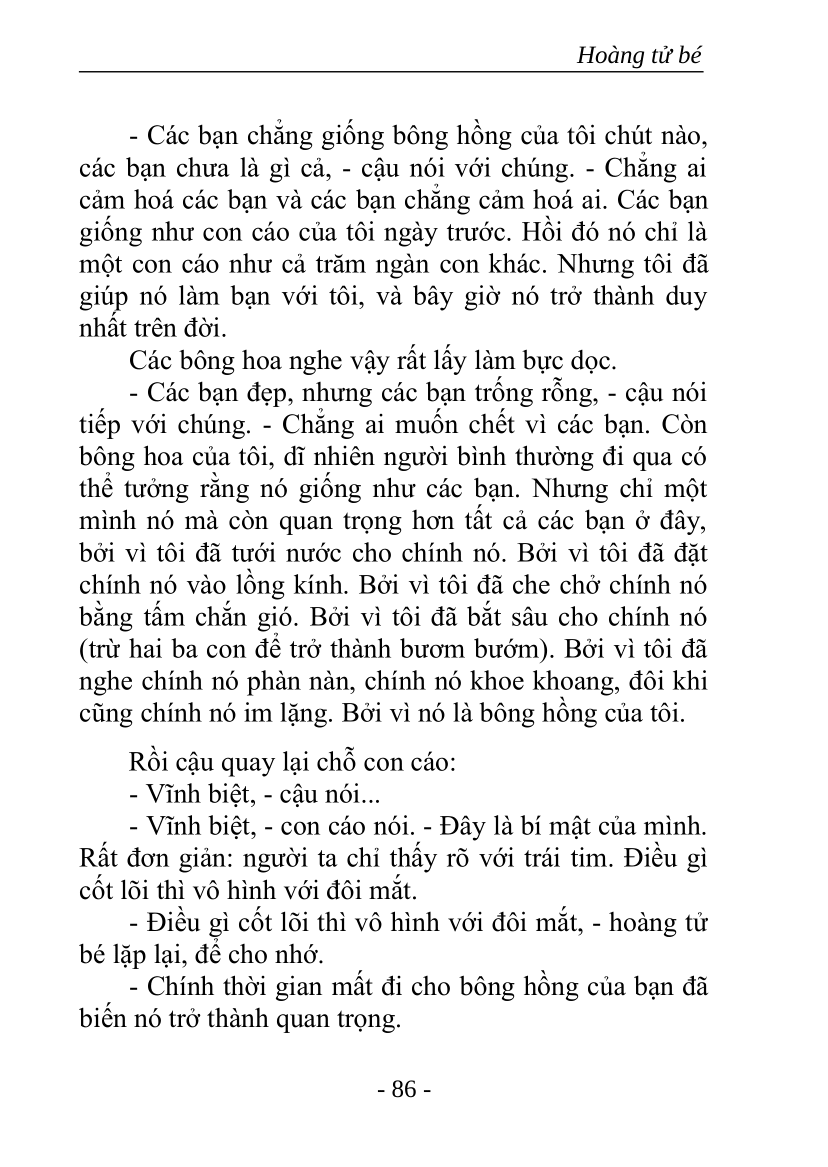 Hoàng tử bé
- Các bạn chẳng giống bông hồng của tôi chút nào,
các bạn chưa là gì cả, - cậu nói với chúng. - Chẳng ai
cảm hoá các bạn và các bạn chẳng cảm hoá ai. Các bạn
giống như con cáo của tôi ngày trước. Hồi đó nó chỉ là
một con cáo như cả trăm ngàn con khác. Nhưng tôi đã
giúp nó làm bạn với tôi, và bây giờ nó trở thành duy
nhất trên đời.
Các bông hoa nghe vậy rất lấy làm bực dọc.
- Các bạn đẹp, nhưng các bạn trống rỗng, - cậu nói
tiếp với chúng. - Chẳng ai muốn chết vì các bạn. Còn
bông hoa của tôi, dĩ nhiên người bình thường đi qua có
thể tưởng rằng nó giống như các bạn. Nhưng chỉ một
mình nó mà còn quan trọng hơn tất cả các bạn ở đây,
bởi vì tôi đã tưới nước cho chính nó. Bởi vì tôi đã đặt
chính nó vào lồng kính. Bởi vì tôi đã che chở chính nó
bằng tấm chắn gió. Bởi vì tôi đã bắt sâu cho chính nó
(trừ hai ba con để trở thành bươm bướm). Bởi vì tôi đã
nghe chính nó phàn nàn, chính nó khoe khoang, đôi khi
cũng chính nó im lặng. Bởi vì nó là bông hồng của tôi.
Rồi cậu quay lại chỗ con cáo:
- Vĩnh biệt, - cậu nói...
- Vĩnh biệt, - con cáo nói. - Đây là bí mật của mình.
Rất đơn giản: người ta chỉ thấy rõ với trái tim. Điều gì
cốt lõi thì vô hình với đôi mắt.
- Điều gì cốt lõi thì vô hình với đôi mắt, - hoàng tử
bé lặp lại, để cho nhớ.
- Chính thời gian mất đi cho bông hồng của bạn đã
biến nó trở thành quan trọng.
- 86 -